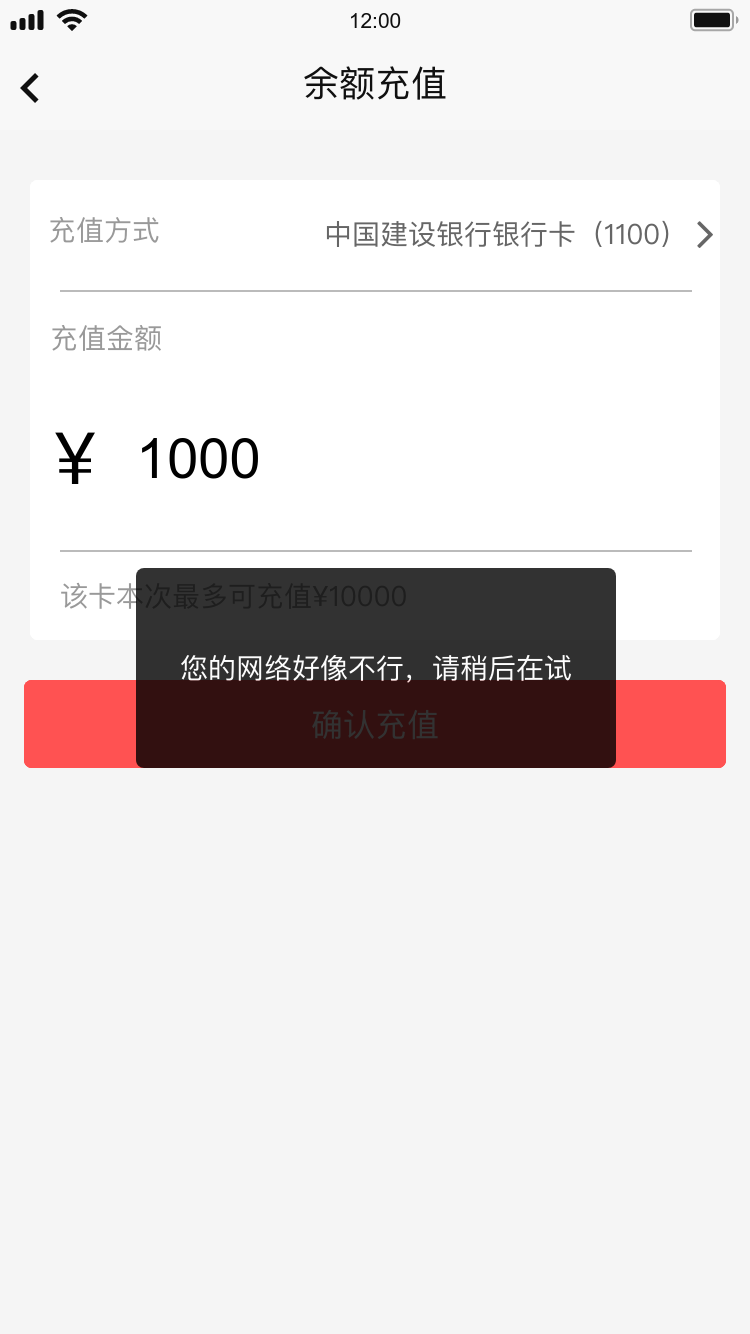 12:00
余额充值
充值方式
中国建设银行银行卡（1100）
充值金额
¥ 1000
该卡本次最多可充值¥10000
您的网络好像不行，请稍后在试
确认充值